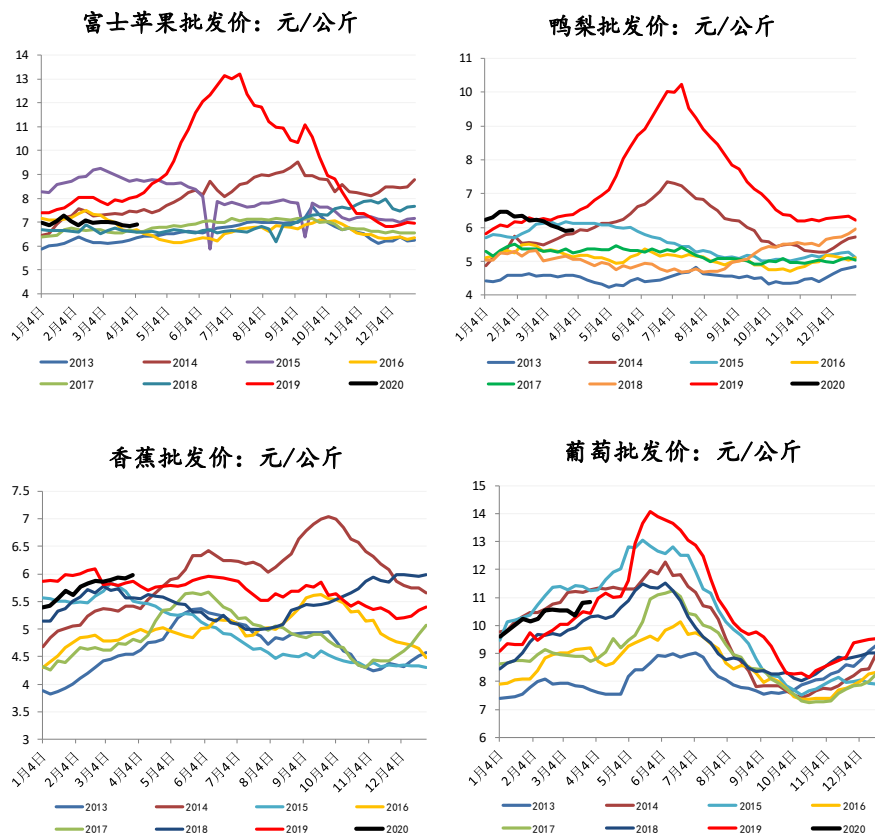 富士苹果批发价：元/公斤
14
13
12
11
10
9
8
7
6
5
4
1月4日
2月4日
3月4日
4月4日
5月4日
6月4日
7月4日
8月4日
9月4日
10月4日
11月4日
12月4日
2013 2014 2015 2016
2017 2018 2019 2020
鸭梨批发价：元/公斤
11
10
9
8
7
6
5
4
1月4日
2月4日
3月4日
4月4日
5月4日
6月4日
7月4日
8月4日
9月4日
10月4日
11月4日
12月4日
2013 2014 2015 2016
2017 2018 2019 2020
香蕉批发价：元/公斤
7.5
7
6.5
6
5.5
5
4.5
4
3.5
3
1月4日
2月4日
3月4日
4月4日
5月4日
6月4日
7月4日
8月4日
9月4日
10月4日
11月4日
12月4日
2013 2014 2015 2016
2017 2018 2019 2020
葡萄批发价：元/公斤
15
14
13
12
11
10
9
8
7
6
1月4日
2月4日
3月4日
4月4日
5月4日
6月4日
7月4日
8月4日
9月4日
10月4日
11月4日
12月4日
2013 2014 2015 2016
2017 2018 2019 2020